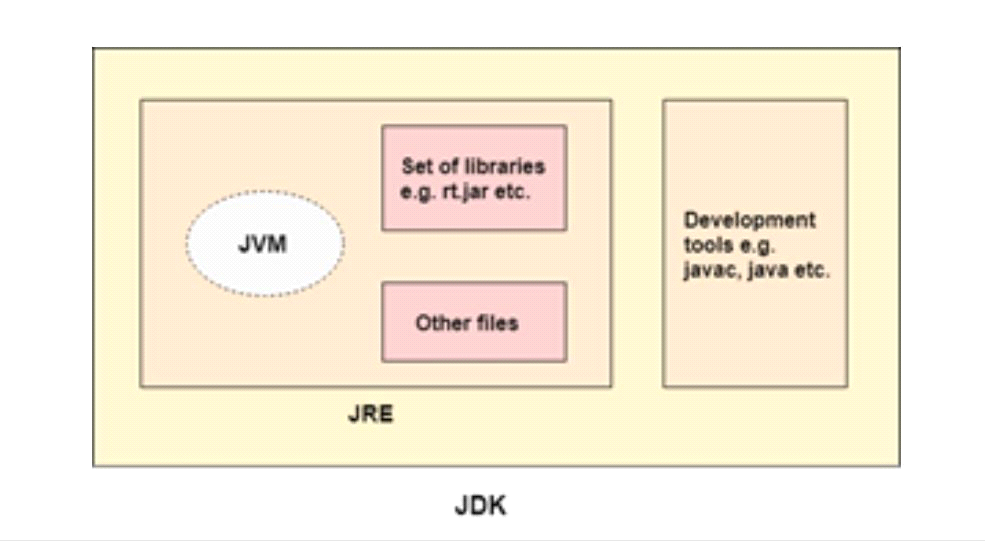 Set of libraries
e.g. rt.jar etc.
JVM
Other files
JRE
Development
tools e.g.
javac, java etc.
JDK